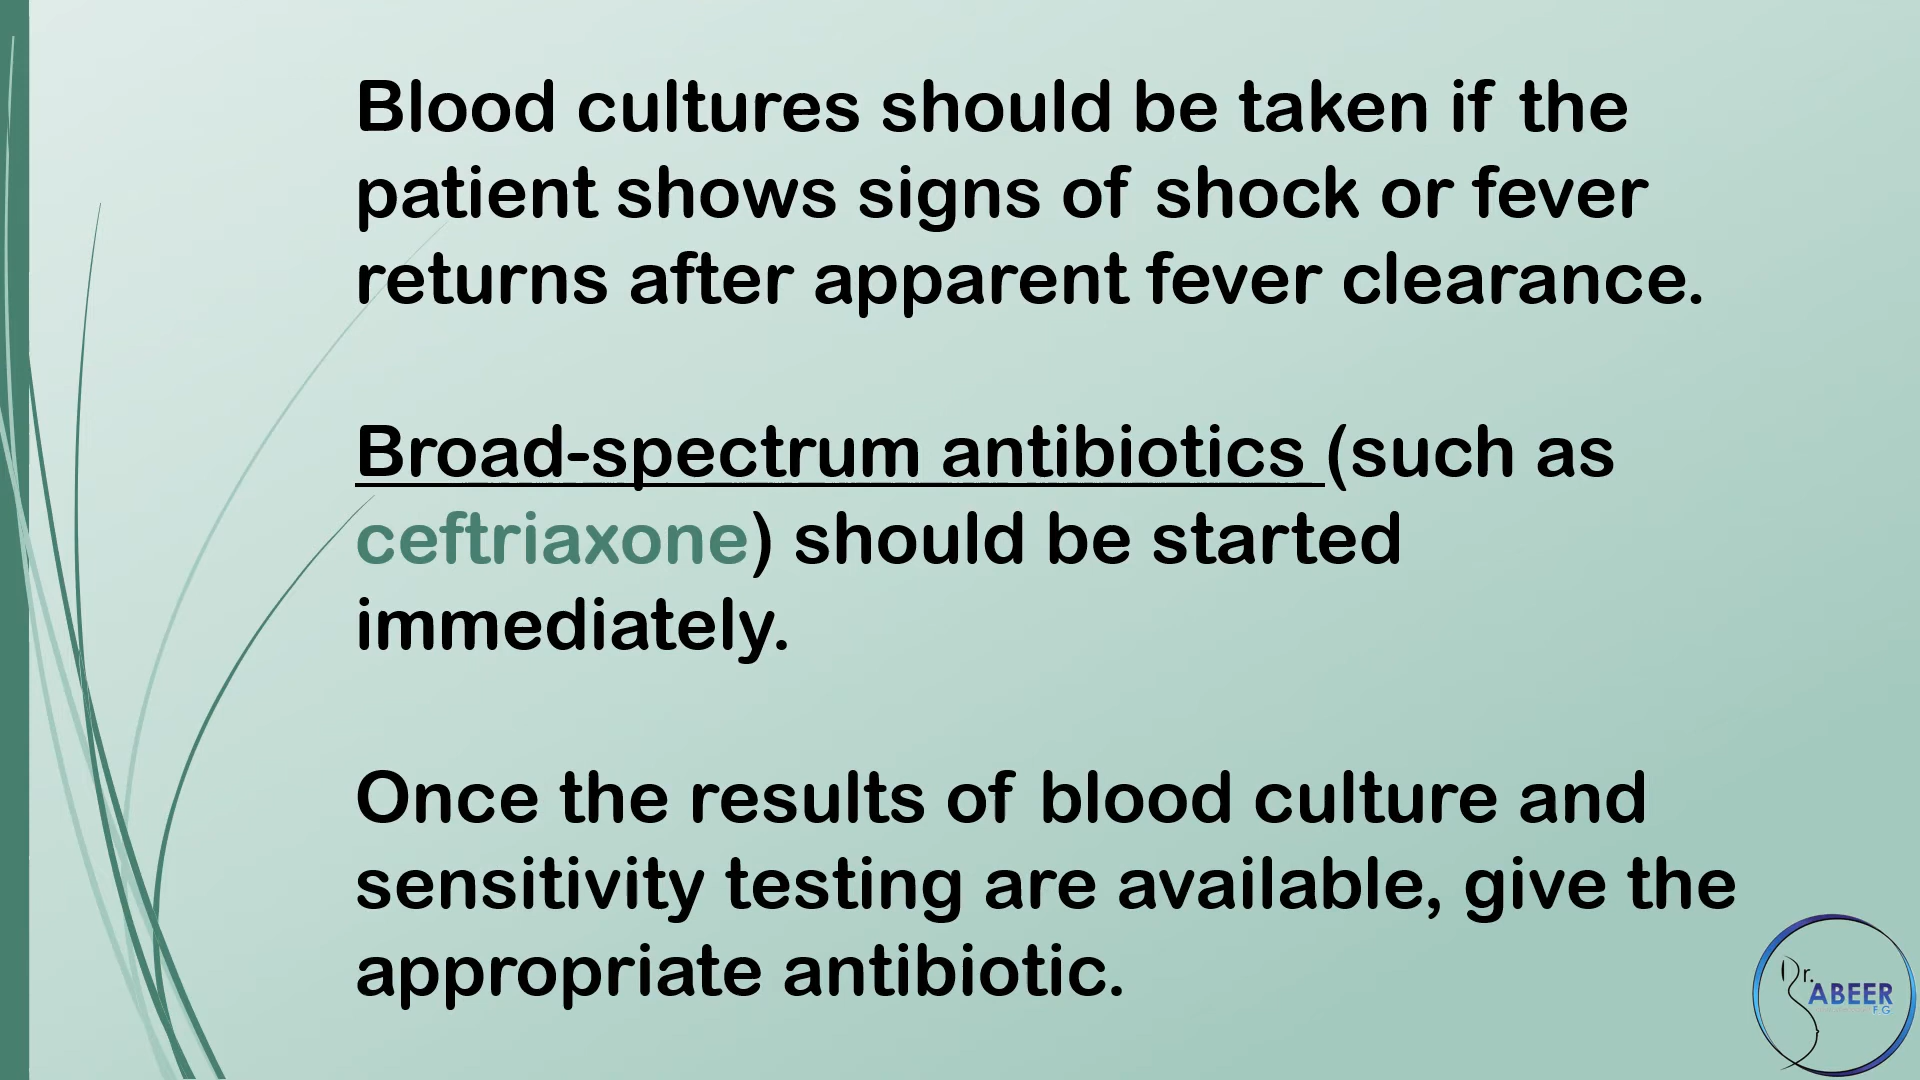 Blood cultures should be taken if the
patient shows signs of shock or fever
returns after apparent fever clearance.
Broad-spectrum antibiotics (such as
ceftriaxone) should be started
immediately.
Once the results of blood culture and
sensitivity testing are available, give the
appropriate antibiotic.
Dr.
ABEER
F.G